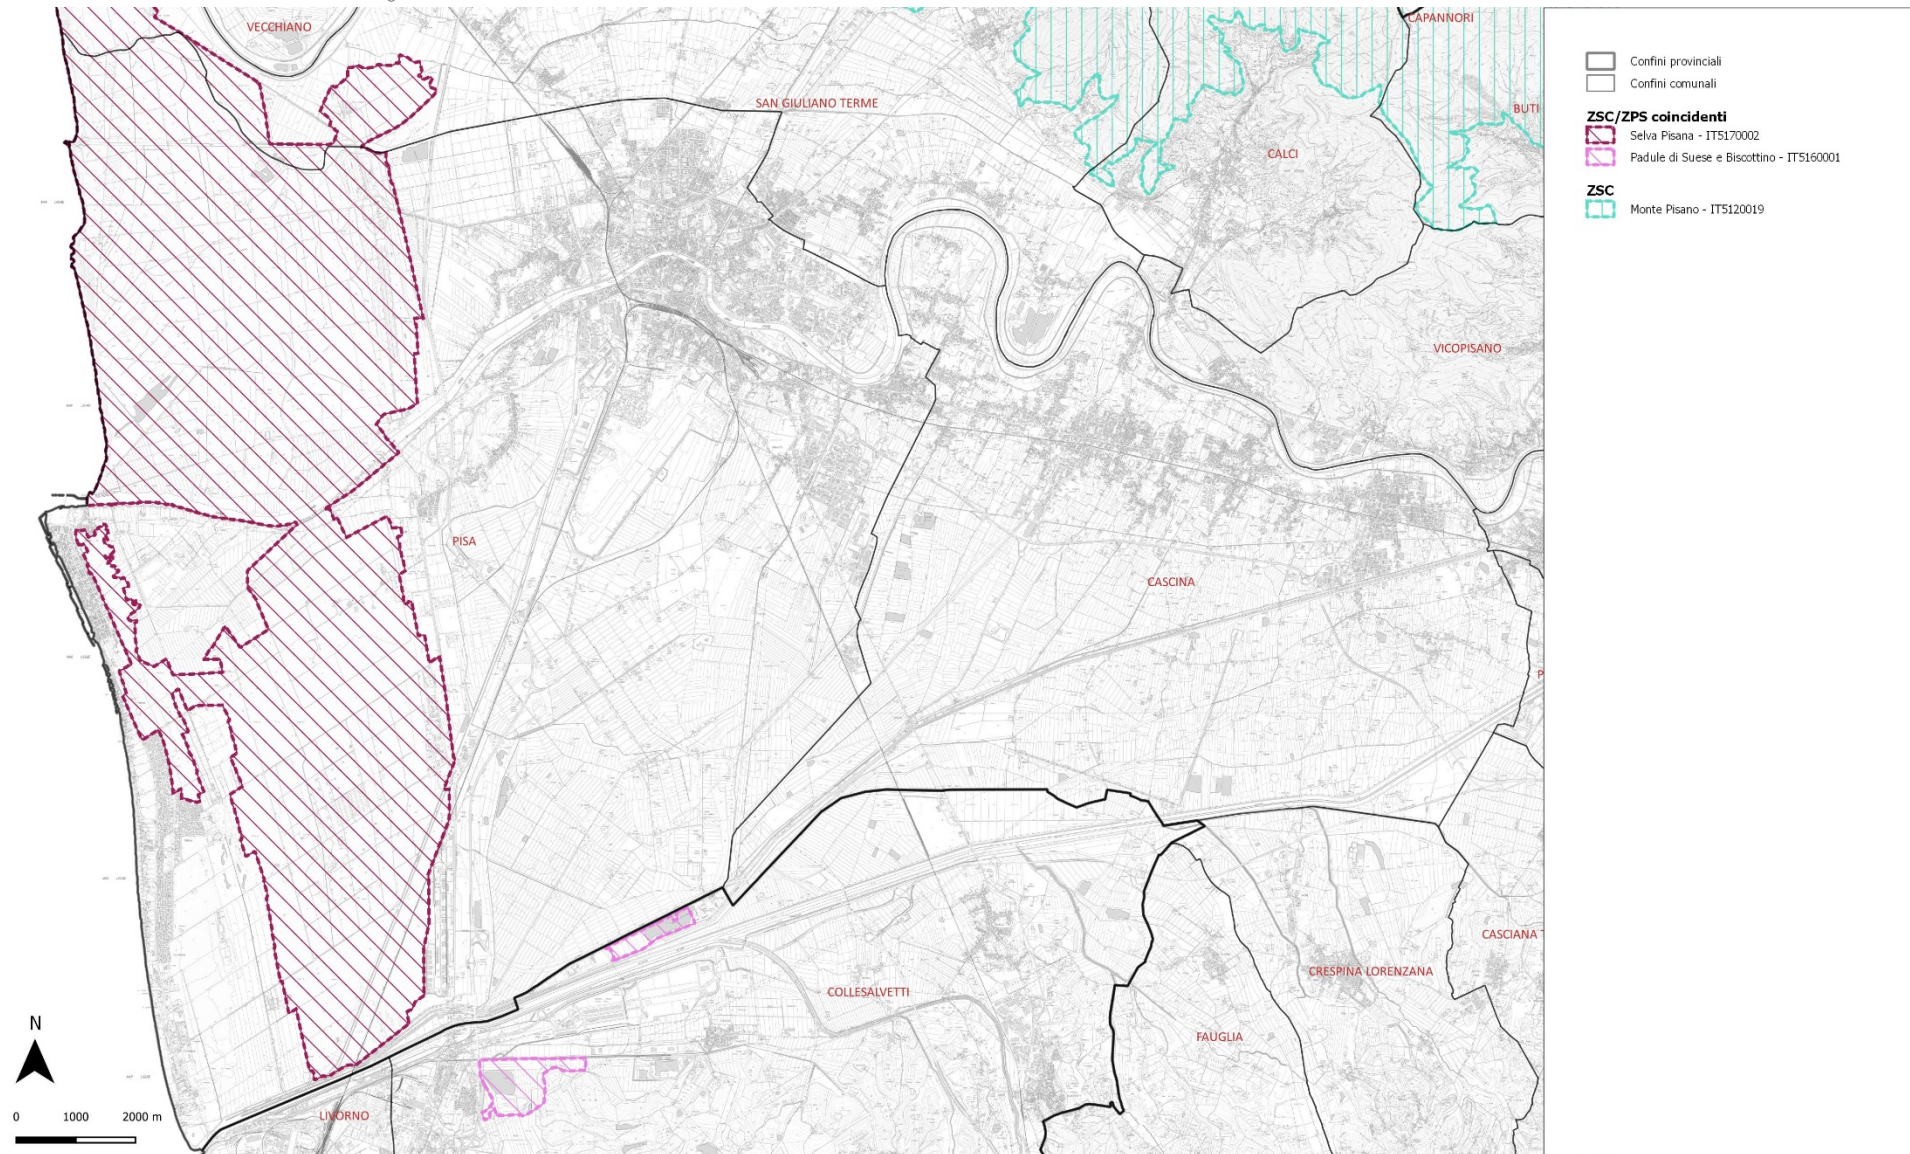 VECCHIANO
CAPANNORI
SAN GIULIANO TERME
BUTI
CALCI
VICOPISANO
PISA
CASCINA
P
CASCIANA T
CRESPINA LORENZANA
COLLESALVETTI
FAUGLIA
LIVORNO
N
0 1000 2000 m
Confini provinciali
Confini comunali
ZSC/ZPS coincidenti
Selva Pisana - IT5170002
Padule di Suese e Biscottino - IT5160001
ZSC
Monte Pisano - IT5120019